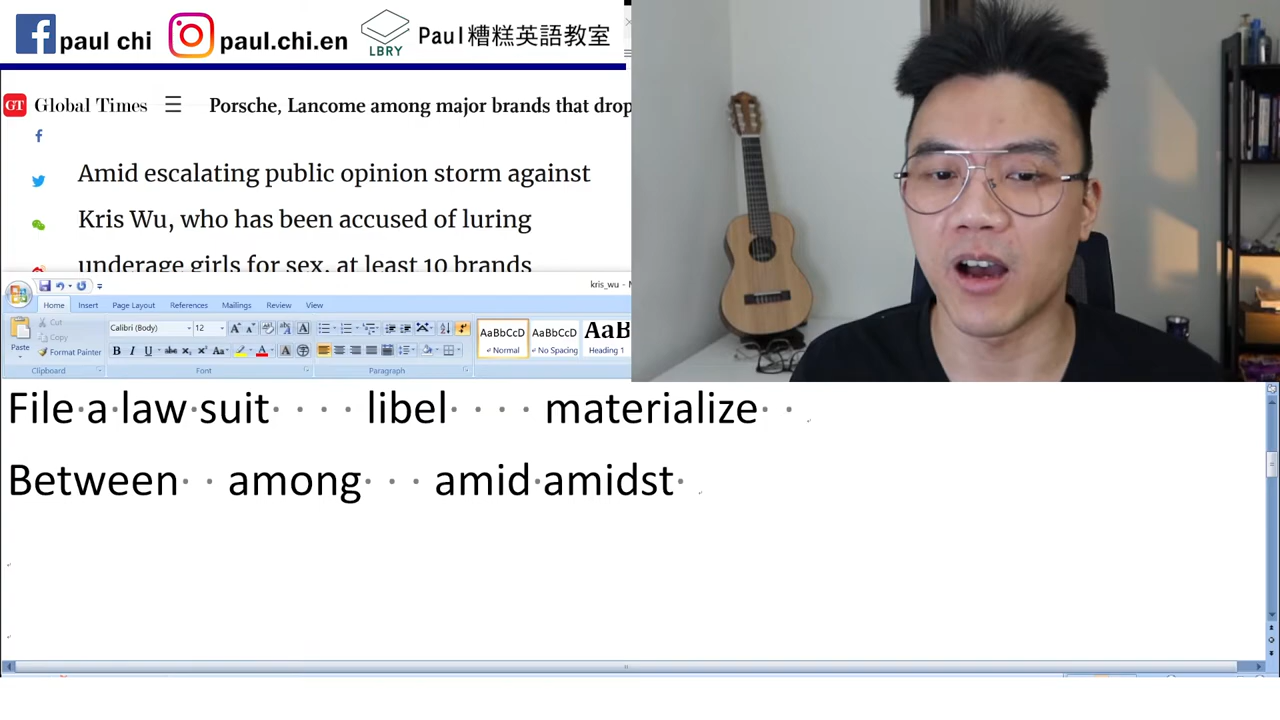 paul chi
paul.chi.en
LBRY
Paul糟糕英語教室
GT Global Times
Porsche, Lancome among major brands that drop
Amid escalating public opinion storm against
Kris Wu, who has been accused of luring
underage girls for sex, at least 10 brands
kris_wu - M
Home Insert Page Layout References Mailings Review View
Paste
Cut
Copy
Format Painter
Clipboard
Calibri (Body) 12
Font
Paragraph
AaBbCcD AaBbCcD AaB
Normal No Spacing Heading 1
File a law suit libel materialize
Between among amid amidst